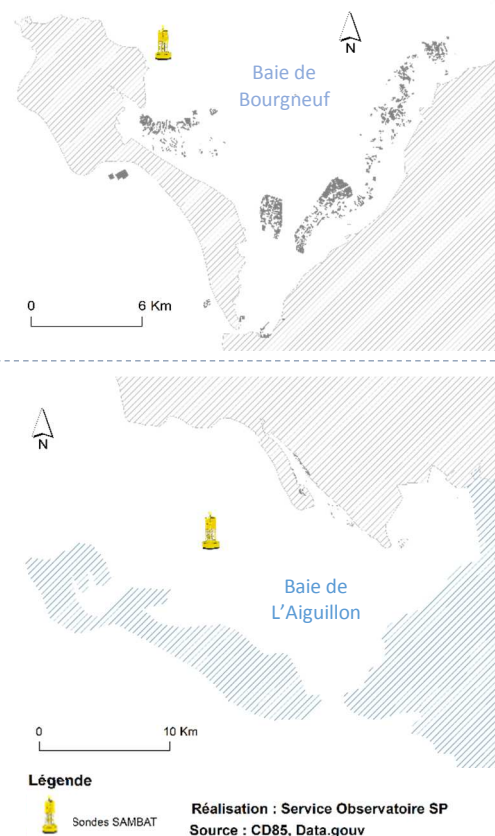 N
Baie de
Bourgneuf
0 6 Km
N
Baie de
L'Aiguillon
0 10 Km
Légende
Sondes SAMBAT
Réalisation : Service Observatoire SP
Source : CD85, Data.gouv